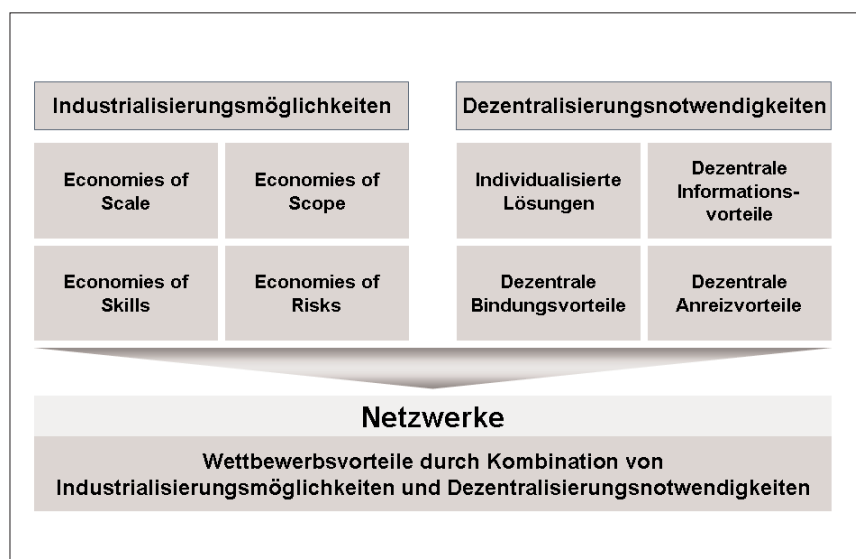 Industrialisierungsmöglichkeiten
Economies of
Scale
Economies of
Scope
Economies of
Skills
Economies of
Risks
Dezentralisierungsnotwendigkeiten
Individualisierte
Lösungen
Dezentrale
Informations-
vorteile
Dezentrale
Bindungsvorteile
Dezentrale
Anreizvorteile
Netzwerke
Wettbewerbsvorteile durch Kombination von
Industrialisierungsmöglichkeiten und Dezentralisierungsnotwendigkeiten